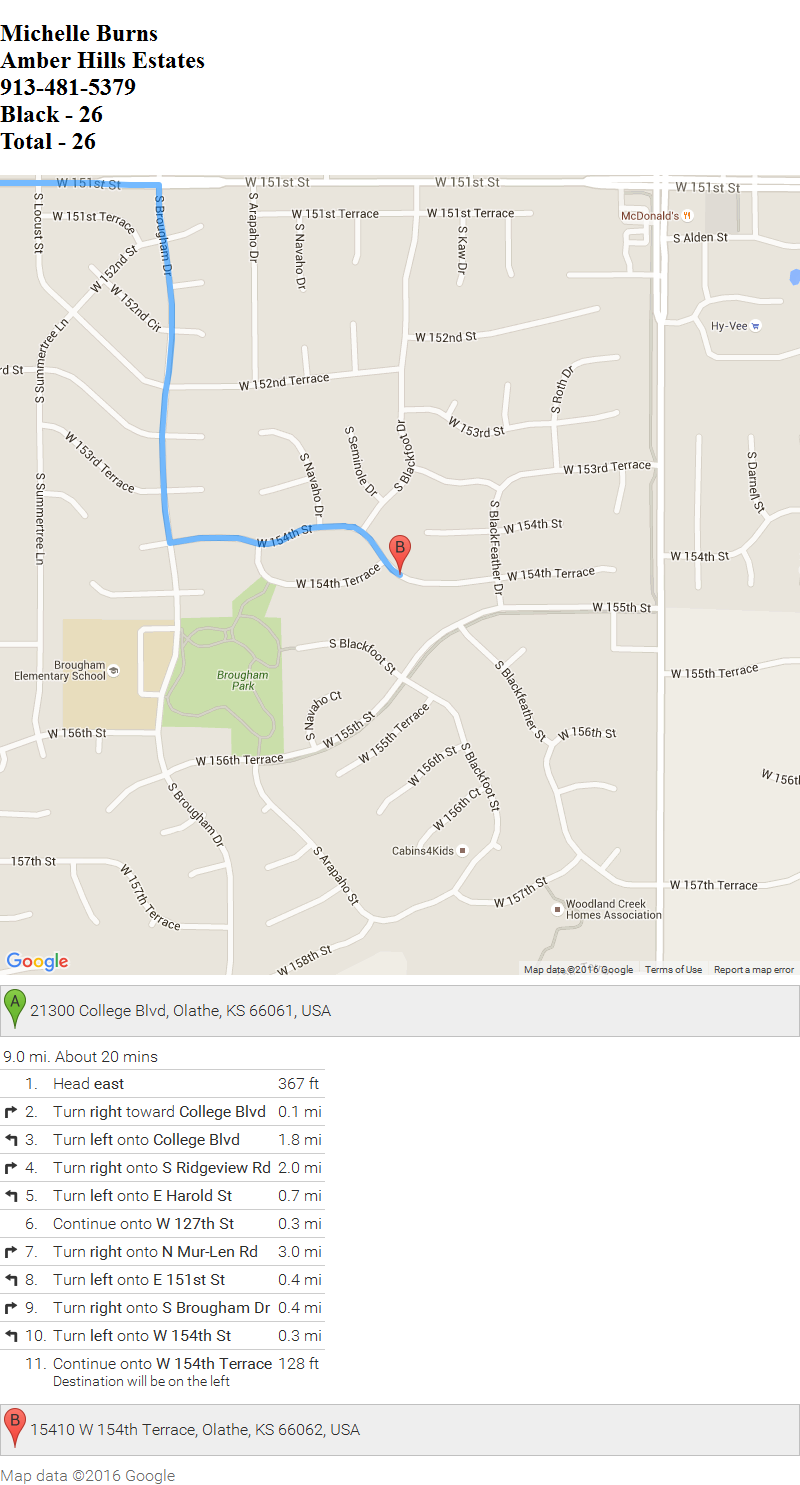 Michelle Burns
Amber Hills Estates
913-481-5379
Black - 26
Total - 26
W 151st St
W 151st St
W 151st St
W 151st St
S Locust St
W 151st Terrace
S Brougham Dr
S Arapaho Dr
W 151st Terrace
S Navaho Dr
W 151st Terrace
S Kaw Dr
McDonald's
S Alden St
W 152nd St
W 152nd Cir
Hy-Vee
S Summertree Ln
W 152nd St
rd St
W 152nd Terrace
S Roth Dr
W 153rd St
S Blackfoot Dr
S Seminole Dr
W 153rd Terrace
S Navaho Dr
W 153rd Terrace
S Darnell St
S Summertree Ln
S BlackFeather Dr
W 154th St
W 154th St
W 154th St
B
W 154th Terrace
W 154th Terrace
W 155th St
S Blackfoot St
Brougham
Elementary School
Brougham
Park
S Blackfeather St
W 155th Terrace
S Navaho Ct
W 155th St
W 155th Terrace
W 156th St
W 156th St
W 156th Terrace
W 156th St
S Blackfoot St
W 156t
S Brougham Dr
W 156th Ct
Cabins4Kids
157th St
W 157th Terrace
S Arapaho St
W 157th St
W 157th Terrace
Woodland Creek
Homes Association
W 158th St
Google
Map data ©2016 Google Terms of Use Report a map error
A 21300 College Blvd, Olathe, KS 66061, USA
9.0 mi. About 20 mins
1. Head east 367 ft
2. Turn right toward College Blvd 0.1 mi
3. Turn left onto College Blvd 1.8 mi
4. Turn right onto S Ridgeview Rd 2.0 mi
5. Turn left onto E Harold St 0.7 mi
6. Continue onto W 127th St 0.3 mi
7. Turn right onto N Mur-Len Rd 3.0 mi
8. Turn left onto E 151st St 0.4 mi
9. Turn right onto S Brougham Dr 0.4 mi
10. Turn left onto W 154th St 0.3 mi
11. Continue onto W 154th Terrace 128 ft
Destination will be on the left
B 15410 W 154th Terrace, Olathe, KS 66062, USA
Map data ©2016 Google